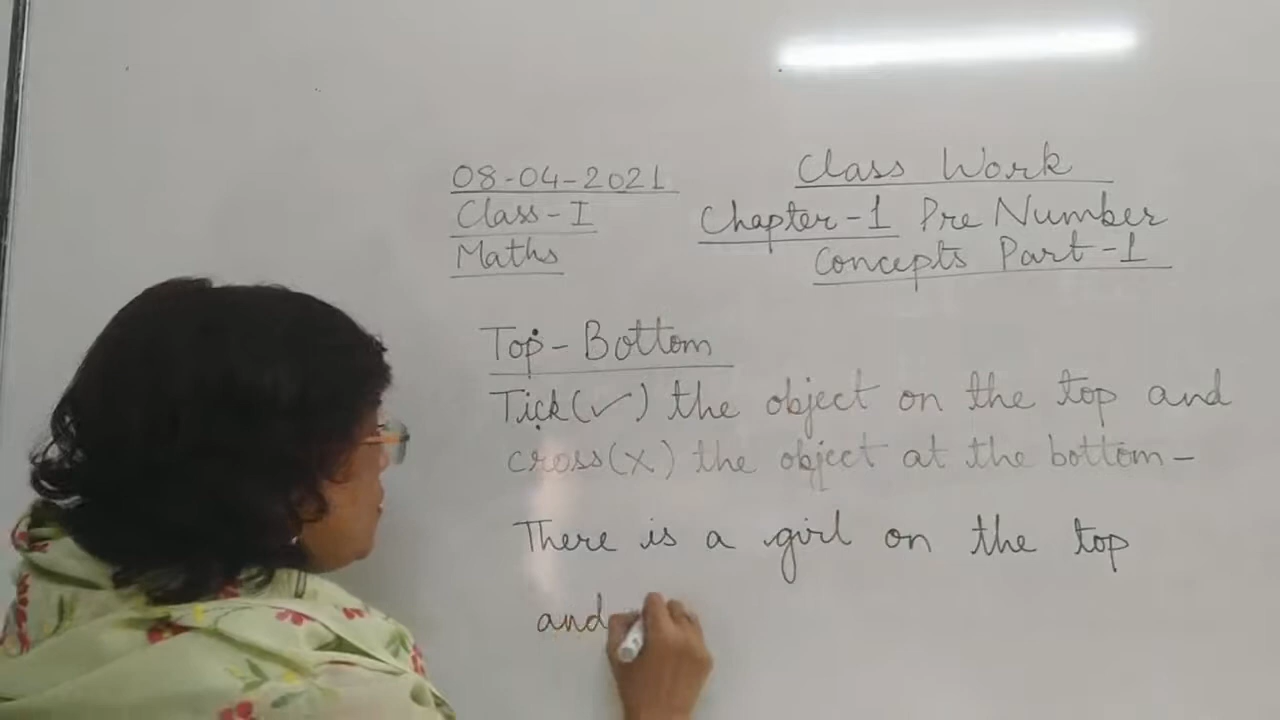 08-04-2021
Class Work
Class-I
Chapter-1 Pre Number
Maths
Concepts Part-1
Top-Bottom
Tick(✓) the object on the top and
cross(x) the object at the bottom-
There is a girl on the top
and